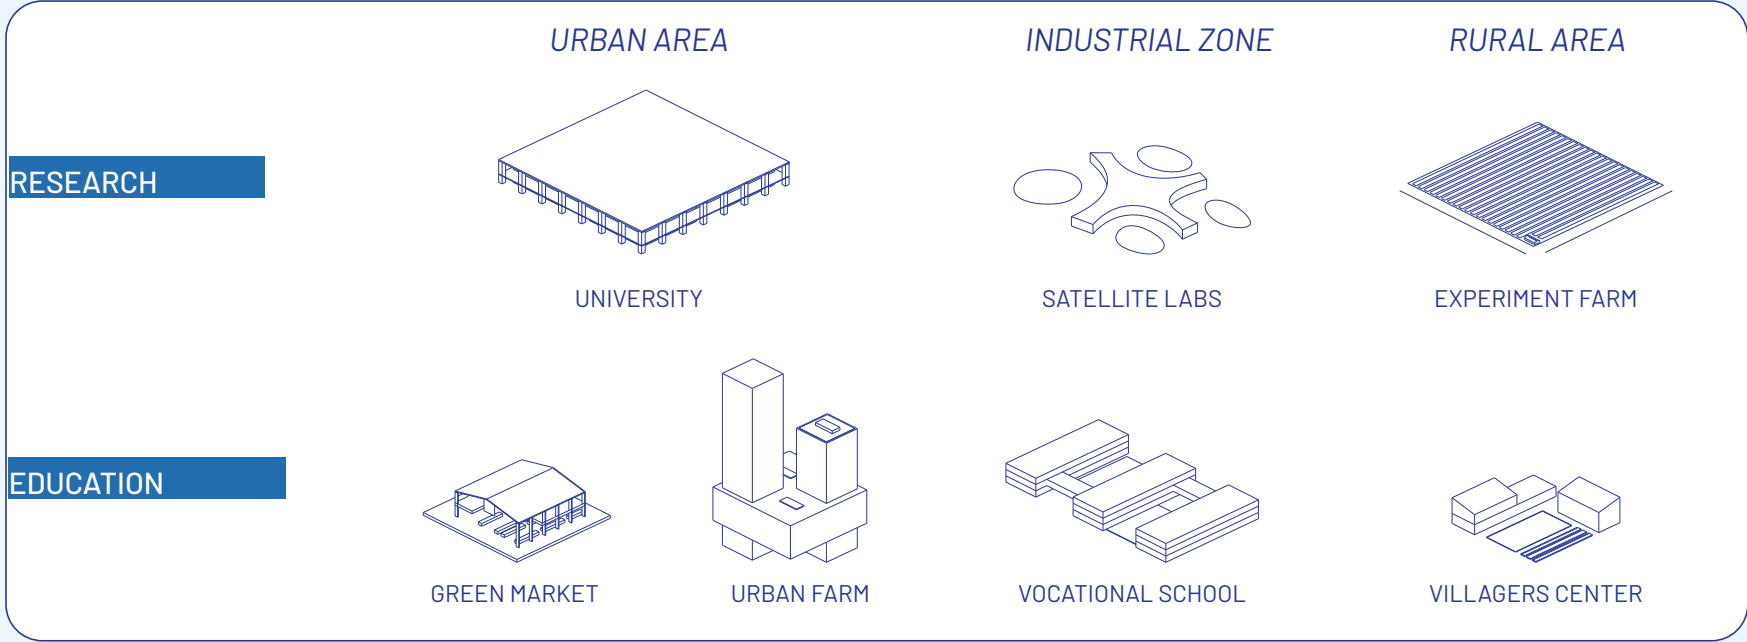 URBAN AREA
INDUSTRIAL ZONE
RURAL AREA
RESEARCH
UNIVERSITY
SATELLITE LABS
EXPERIMENT FARM
EDUCATION
GREEN MARKET
URBAN FARM
VOCATIONAL SCHOOL
VILLAGERS CENTER